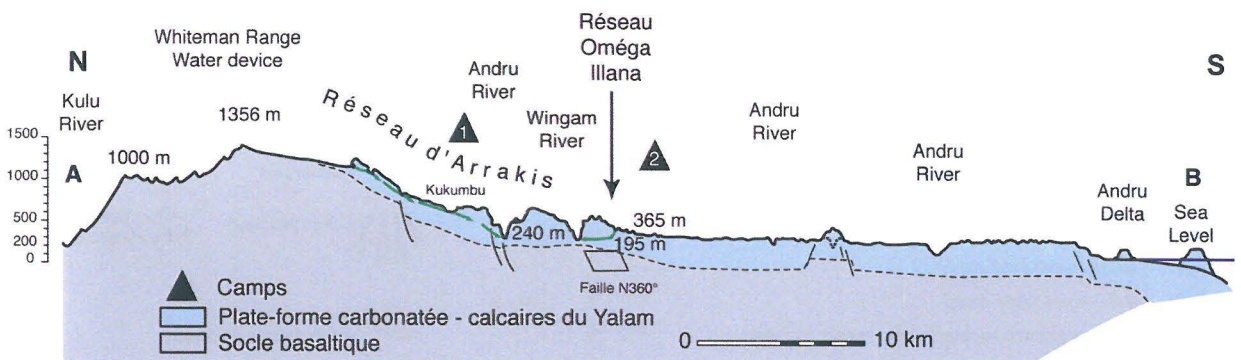 Réseau
Oméga
Illana
Whiteman Range
Water device
N
S
Kulu
River
1356 m
Réseau d'Arrakis
Andru
River
1
Wingam
River
2
Andru
River
Andru
River
1500
1000
500
200
0
A
1000 m
Kukumbu
240 m
365 m
195 m
Faille N360°
Andru
Delta
B
Sea
Level
Camps
Plate-forme carbonatée - calcaires du Yalam
Socle basaltique
0 10 km